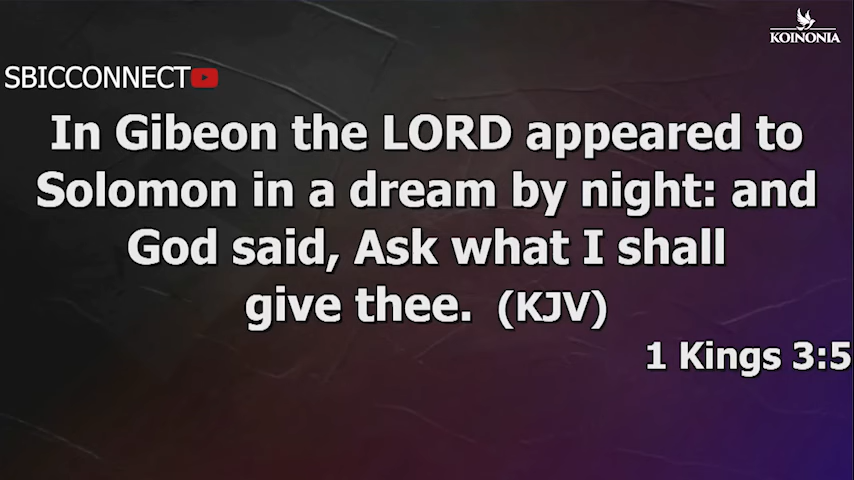 KOINONIA
SBICCONNECT
In Gibeon the LORD appeared to
Solomon in a dream by night: and
God said, Ask what I shall
give thee. (KJV)
1 Kings 3:5